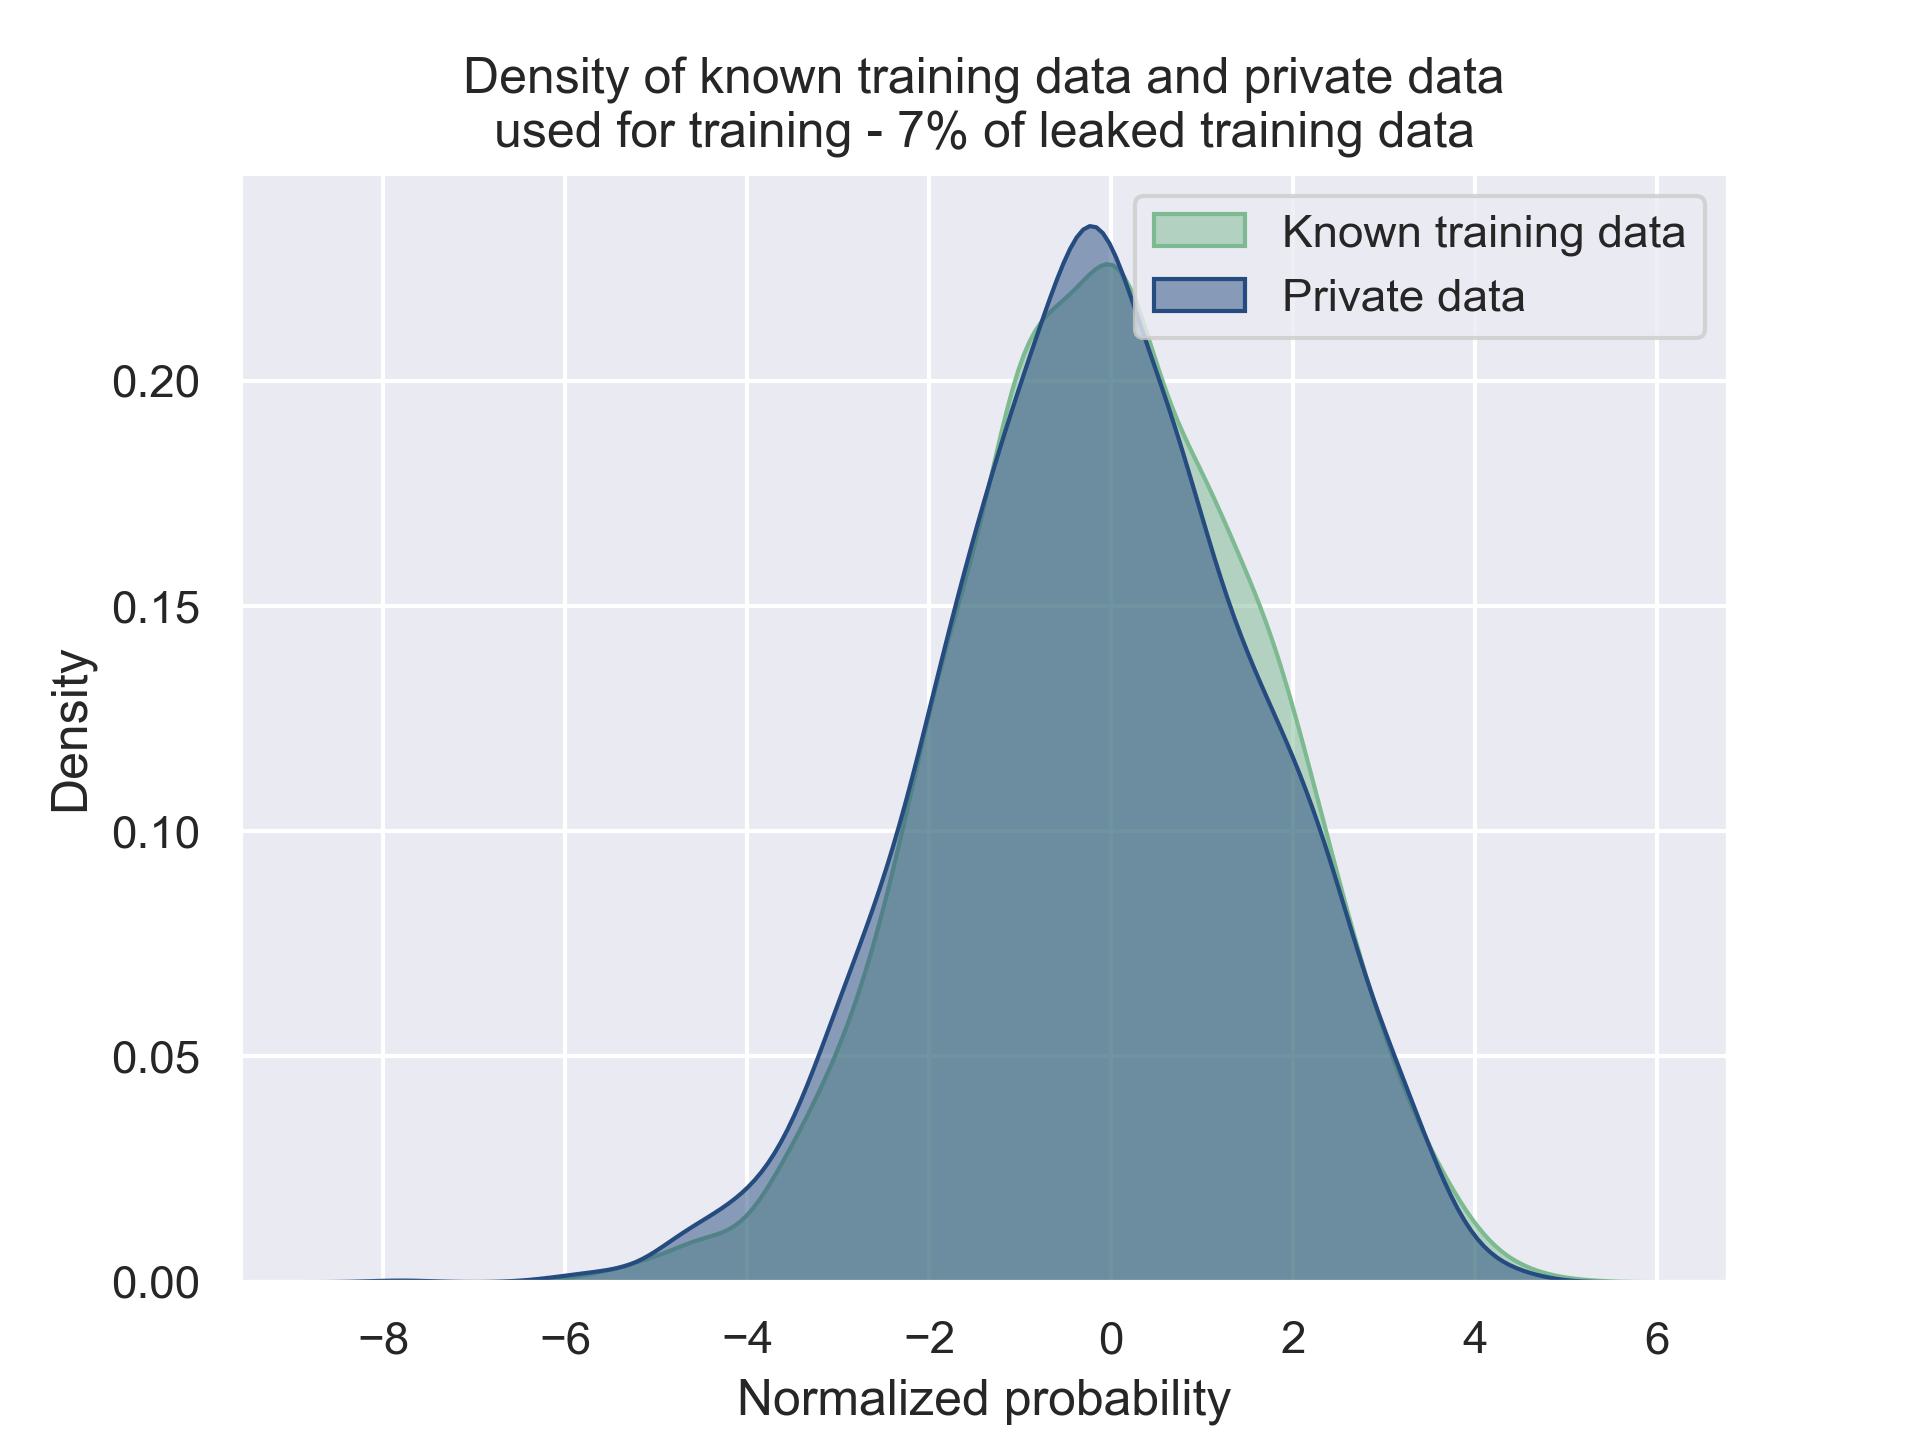 Density of known training data and private data
used for training - 7% of leaked training data
Known training data
Private data
0.20
0.15
0.10
0.05
0.00
Density
−8 −6 −4 −2 0 2 4 6
Normalized probability